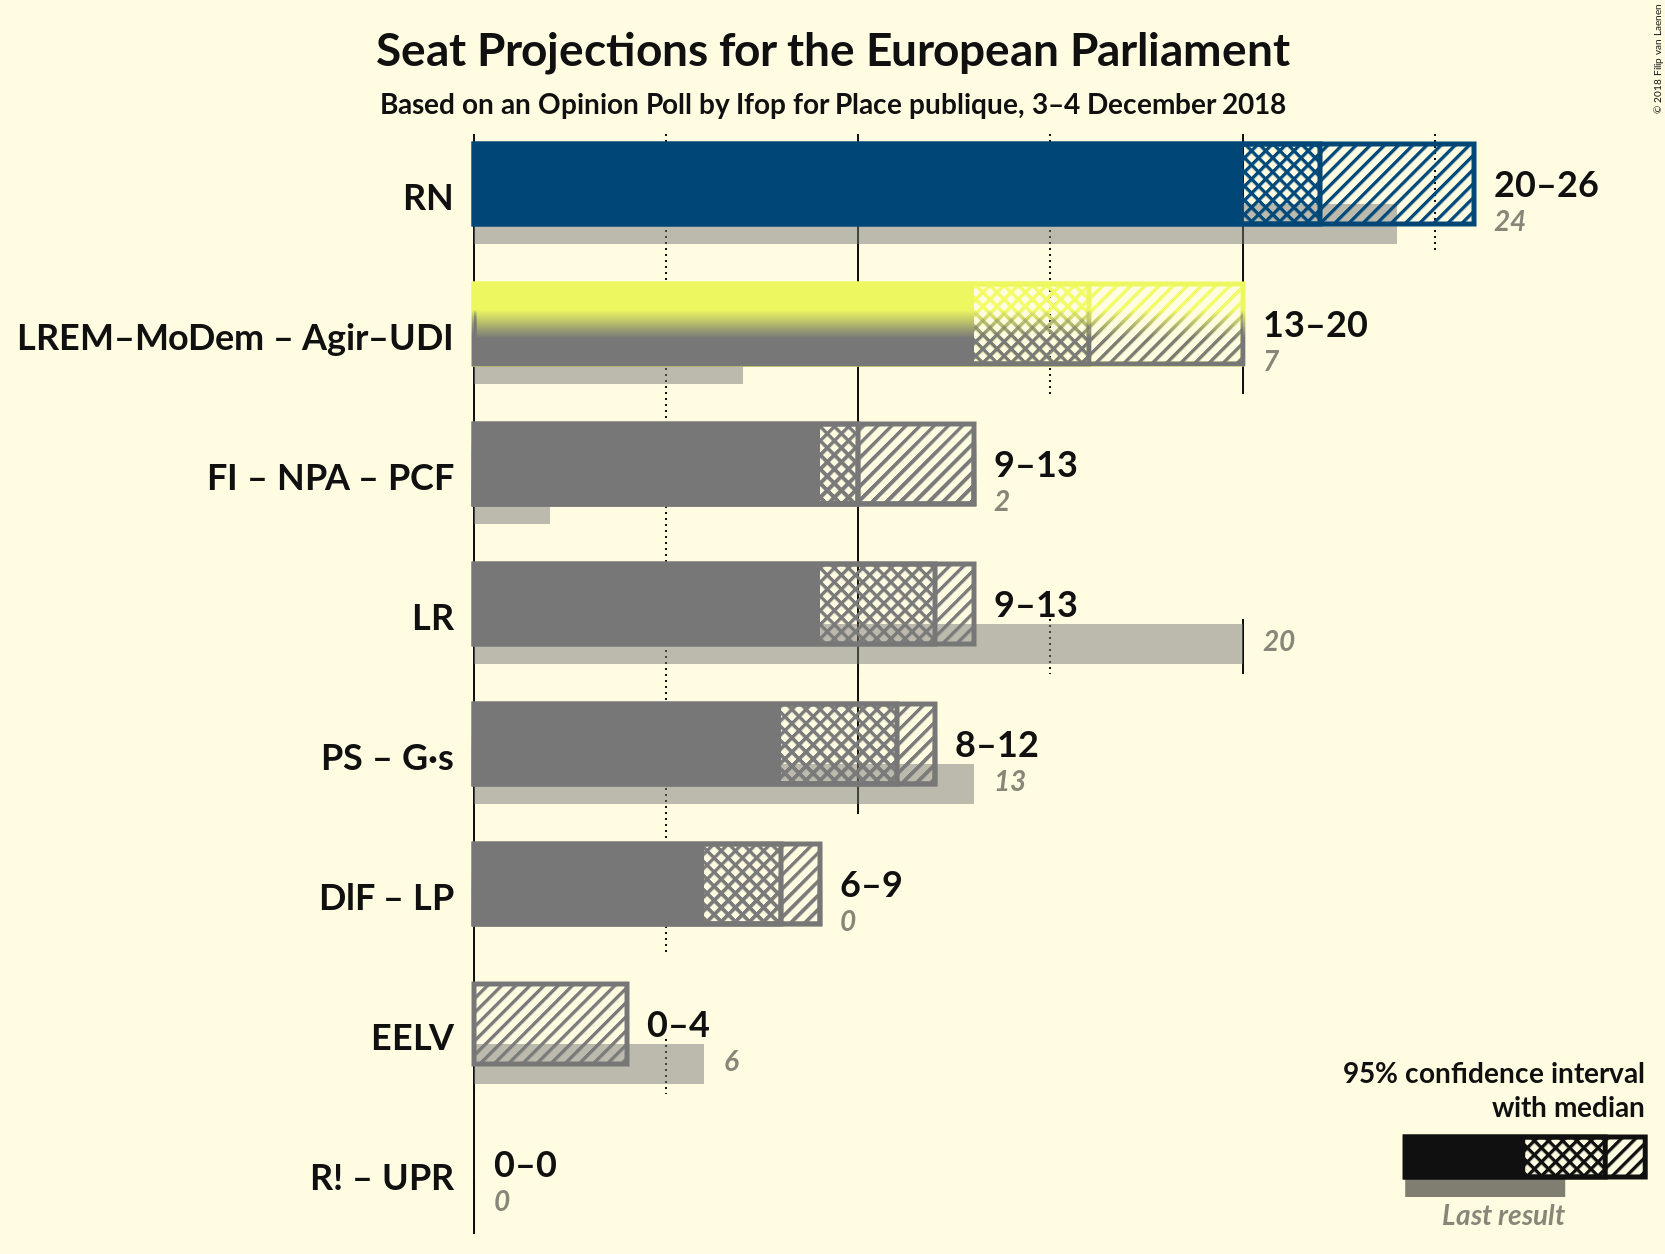 Seat Projections for the European Parliament
Based on an Opinion Poll by Ifop for Place publique, 3–4 December 2018
© 2018 Filip van Laenen
RN
20–26
24
LREM–MoDem – Agir–UDI
13–20
7
FI – NPA – PCF
9–13
2
LR
9–13
20
PS – G·s
8–12
13
DlF – LP
6–9
0
EELV
0–4
6
R! – UPR
0–0
0
95% confidence interval
with median
Last result